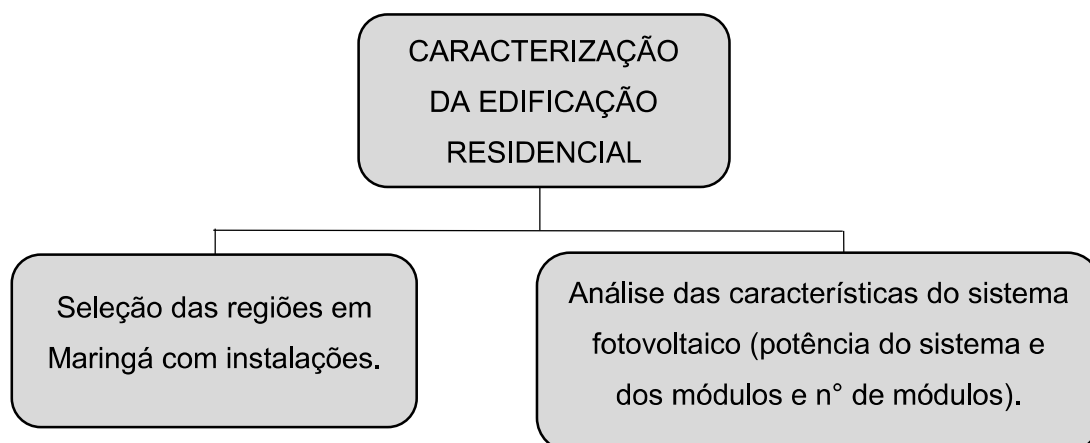 CARACTERIZAÇÃO
DA EDIFICAÇÃO
RESIDENCIAL
Seleção das regiões em
Maringá com instalações.
Análise das características do sistema
fotovoltaico (potência do sistema e
dos módulos e n° de módulos).